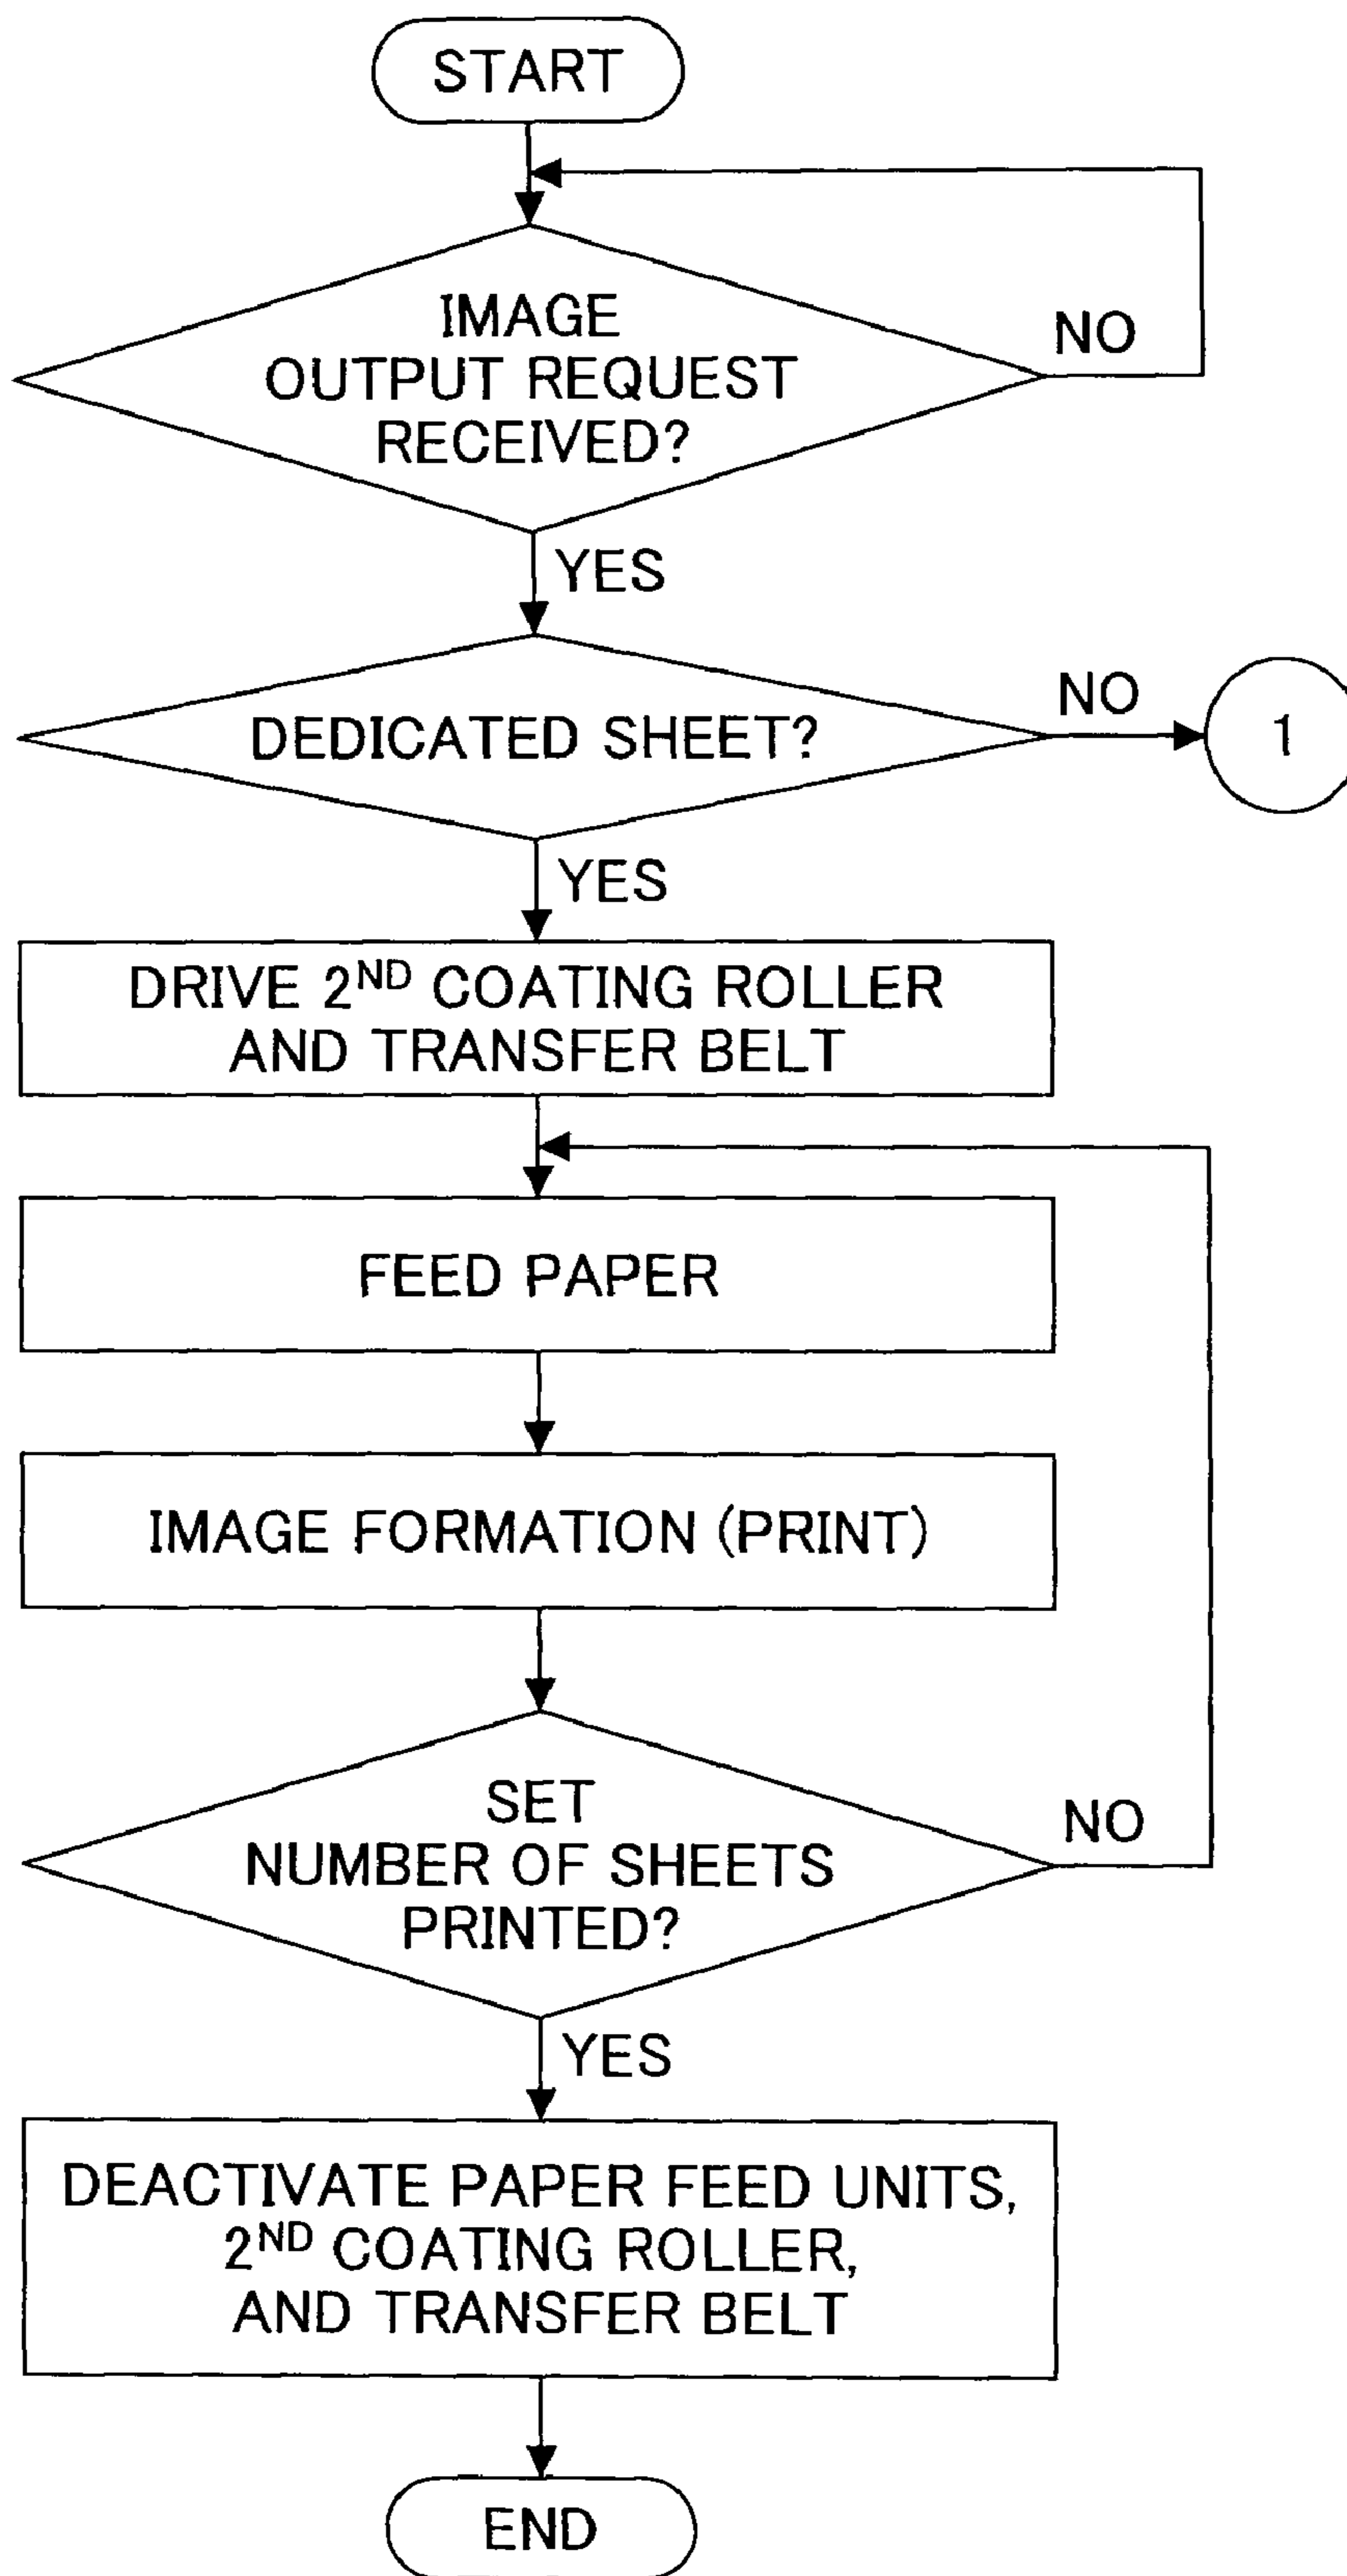 START
IMAGE
OUTPUT REQUEST
RECEIVED?
NO
YES
DEDICATED SHEET?
NO
1
YES
DRIVE 2ND COATING ROLLER
AND TRANSFER BELT
FEED PAPER
IMAGE FORMATION (PRINT)
SET
NUMBER OF SHEETS
PRINTED?
NO
YES
DEACTIVATE PAPER FEED UNITS,
2ND COATING ROLLER,
AND TRANSFER BELT
END